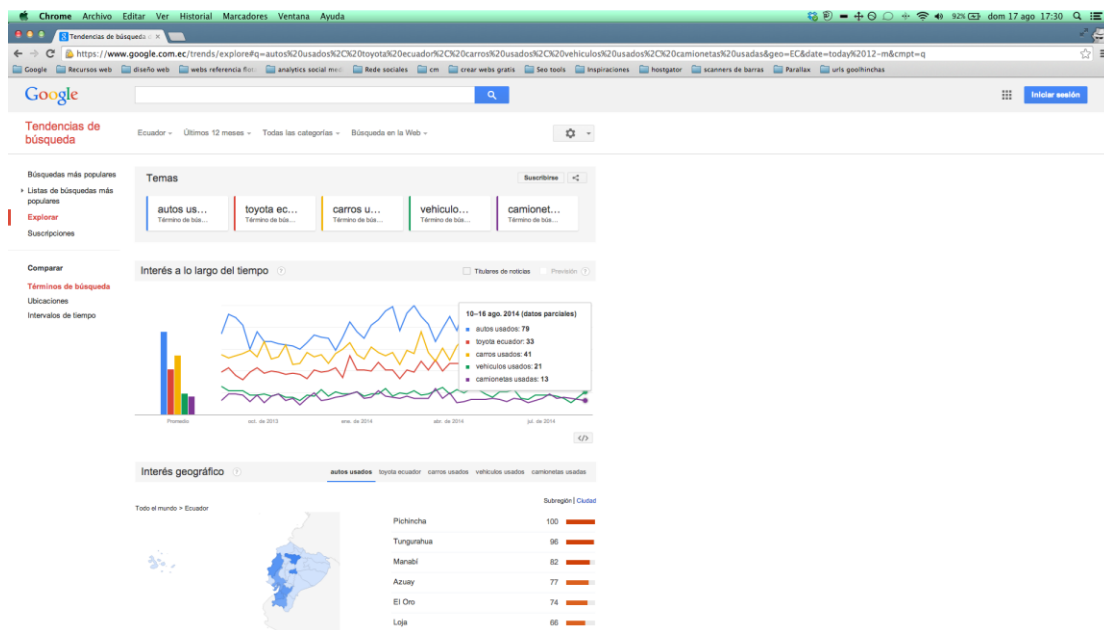 Chrome Archivo Editar Ver Historial Marcadores Ventana Ayuda 92% dom 17 ago 17:30
Tendencias de búsqueda
https://www.google.com.ec/trends/explore#q=autos%20usados%2C%20toyota%20ecuador%2C%20carros%20usados%2C%20vehiculos%20usados%2C%20camionetas%20usadas&geo=EC&date=today%2012-m&cmpt=q
Google Recursos web diseño web webs referencia analytics social Rede sociales cm crear webs gratis Seo tools Inspiraciones hostgator scanners de barras Parallax urls goolhinchas
Google
Iniciar sesión
Tendencias de búsqueda
Ecuador Últimos 12 meses Todas las categorías Búsqueda en la Web
Búsquedas más populares
Listas de búsquedas más populares
Explorar
Suscripciones
Comparar
Términos de búsqueda
Ubicaciones
Intervalos de tiempo
Temas Suscribirse
autos us... toyota ec... carros u... vehiculo... camionet...
Término de bús... Término de bús... Término de bús... Término de bús... Término de bús...
Interés a lo largo del tiempo ? Titulares de noticias Previsión ?
10–16 ago. 2014 (datos parciales)
autos usados: 79
toyota ecuador: 33
carros usados: 41
vehiculos usados: 21
camionetas usadas: 13
Promedio oct. de 2013 ene. de 2014 abr. de 2014 jul. de 2014
</>
Interés geográfico ? autos usados toyota ecuador carros usados vehiculos usados camionetas usadas
Subregión | Ciudad
Todo el mundo > Ecuador
Pichincha 100
Tungurahua 96
Manabí 82
Azuay 77
El Oro 74
Loja 66